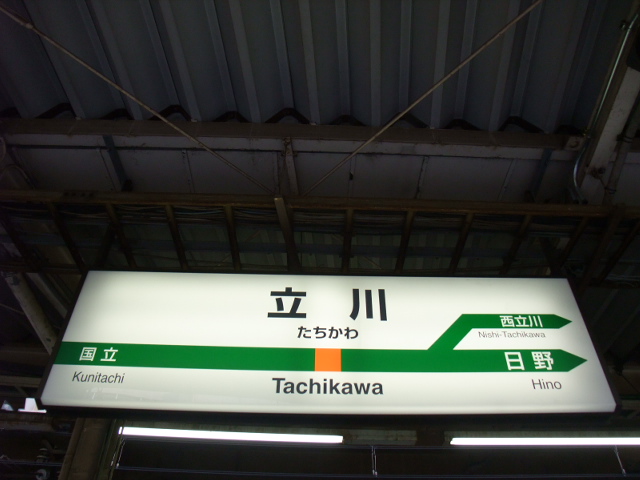 立川
たちかわ
西立川
Nishi-Tachikawa
国立
日野
Kunitachi
Tachikawa
Hino